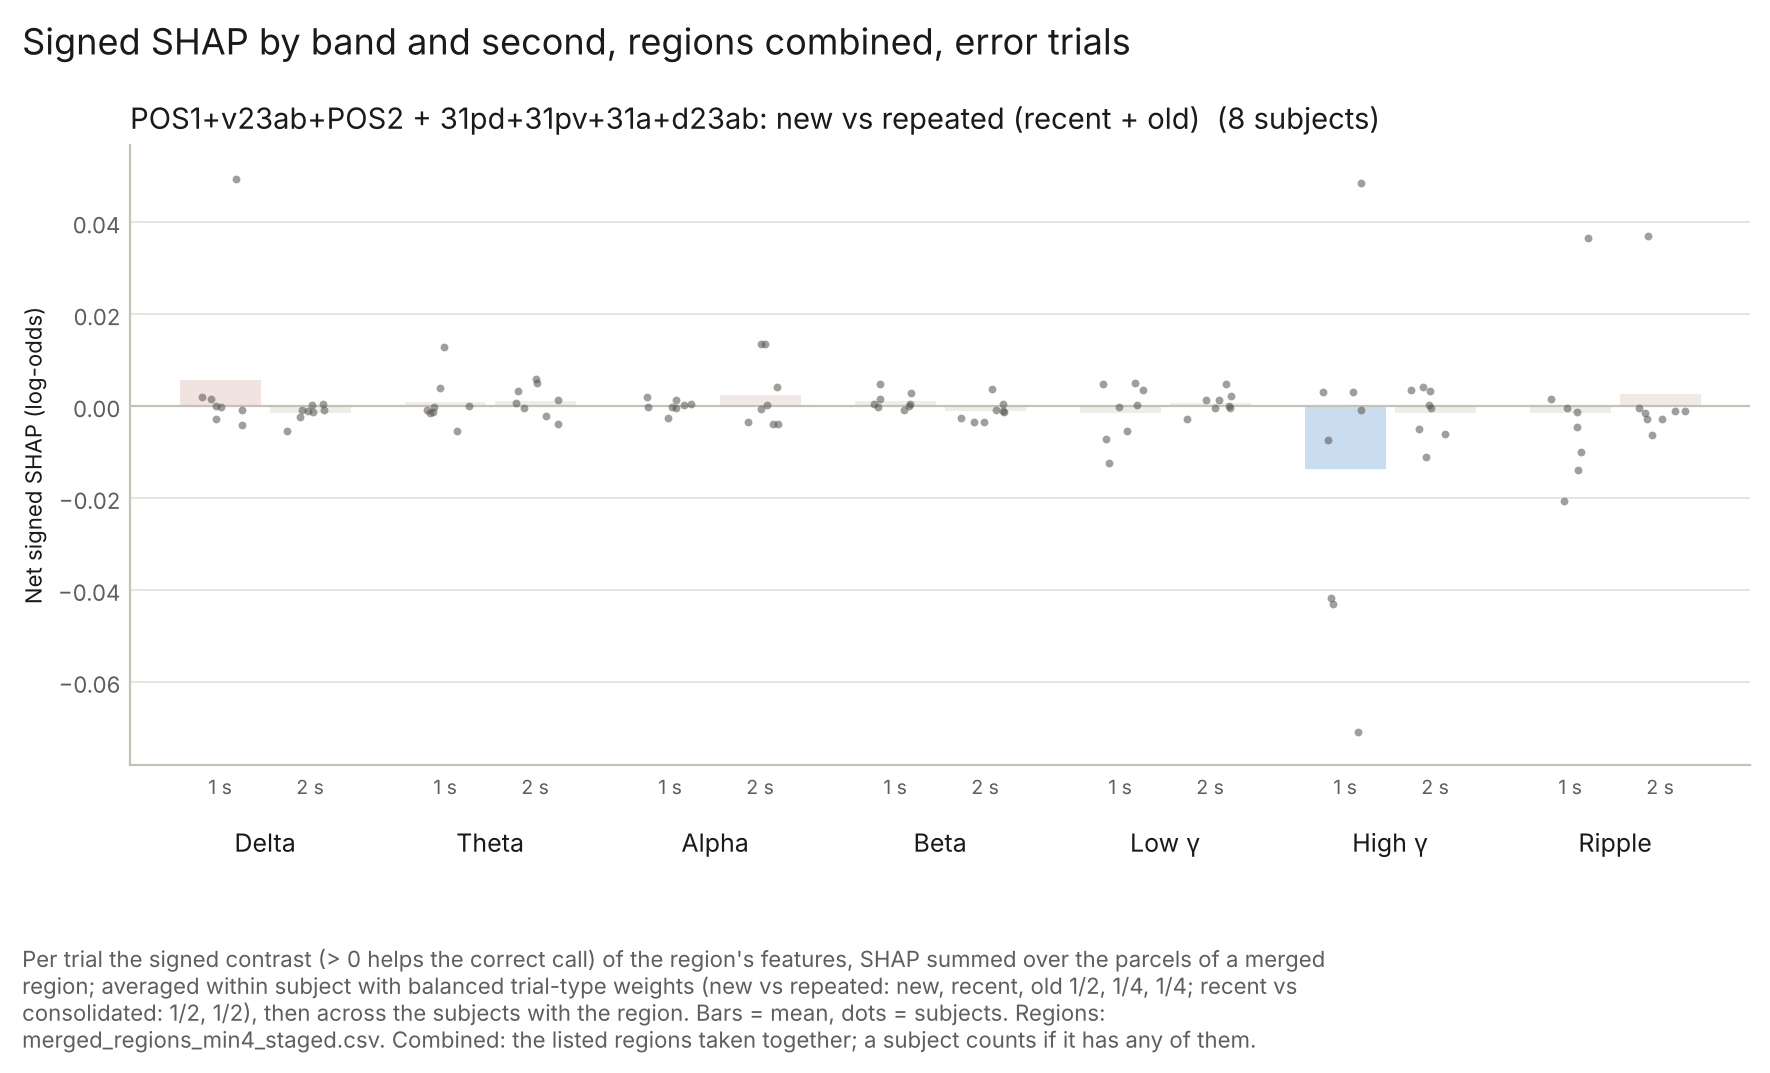 Signed SHAP by band and second, regions combined, error trials
POS1+v23ab+POS2 + 31pd+31pv+31a+d23ab: new vs repeated (recent + old)  (8 subjects)
Net signed SHAP (log-odds)
0.04
0.02
0.00
−0.02
−0.04
−0.06
1 s 2 s 1 s 2 s 1 s 2 s 1 s 2 s 1 s 2 s 1 s 2 s 1 s 2 s
Delta Theta Alpha Beta Low γ High γ Ripple
Per trial the signed contrast (> 0 helps the correct call) of the region's features, SHAP summed over the parcels of a merged
region; averaged within subject with balanced trial-type weights (new vs repeated: new, recent, old 1/2, 1/4, 1/4; recent vs
consolidated: 1/2, 1/2), then across the subjects with the region. Bars = mean, dots = subjects. Regions:
merged_regions_min4_staged.csv. Combined: the listed regions taken together; a subject counts if it has any of them.